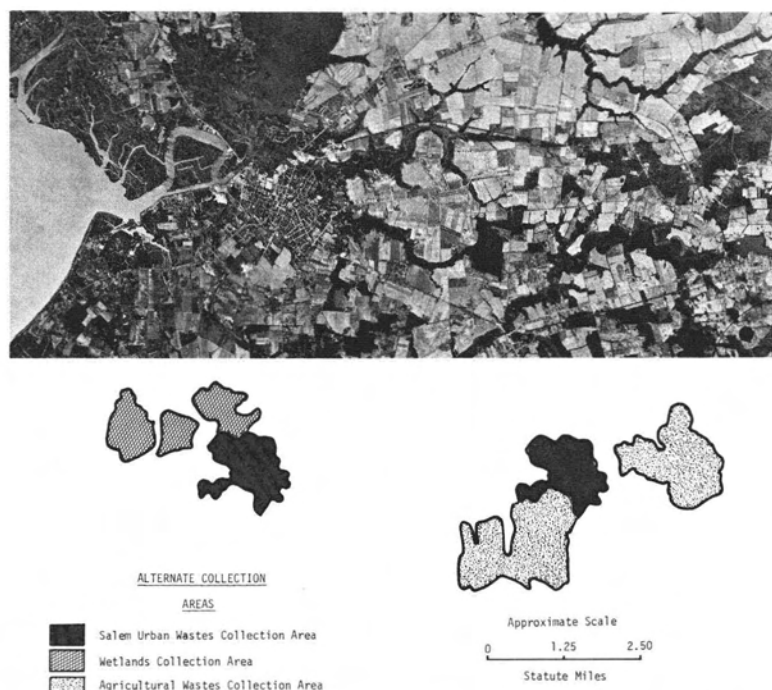 ALTERNATE COLLECTION
AREAS
Salem Urban Wastes Collection Area
Wetlands Collection Area
Agricultural Wastes Collection Area
Approximate Scale
0 1.25 2.50
Statute Miles